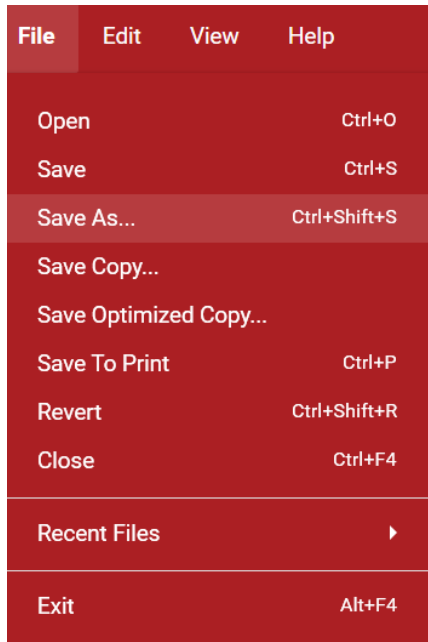 File Edit View Help
Open Ctrl+O
Save Ctrl+S
Save As... Ctrl+Shift+S
Save Copy...
Save Optimized Copy...
Save To Print Ctrl+P
Revert Ctrl+Shift+R
Close Ctrl+F4
Recent Files
Exit Alt+F4